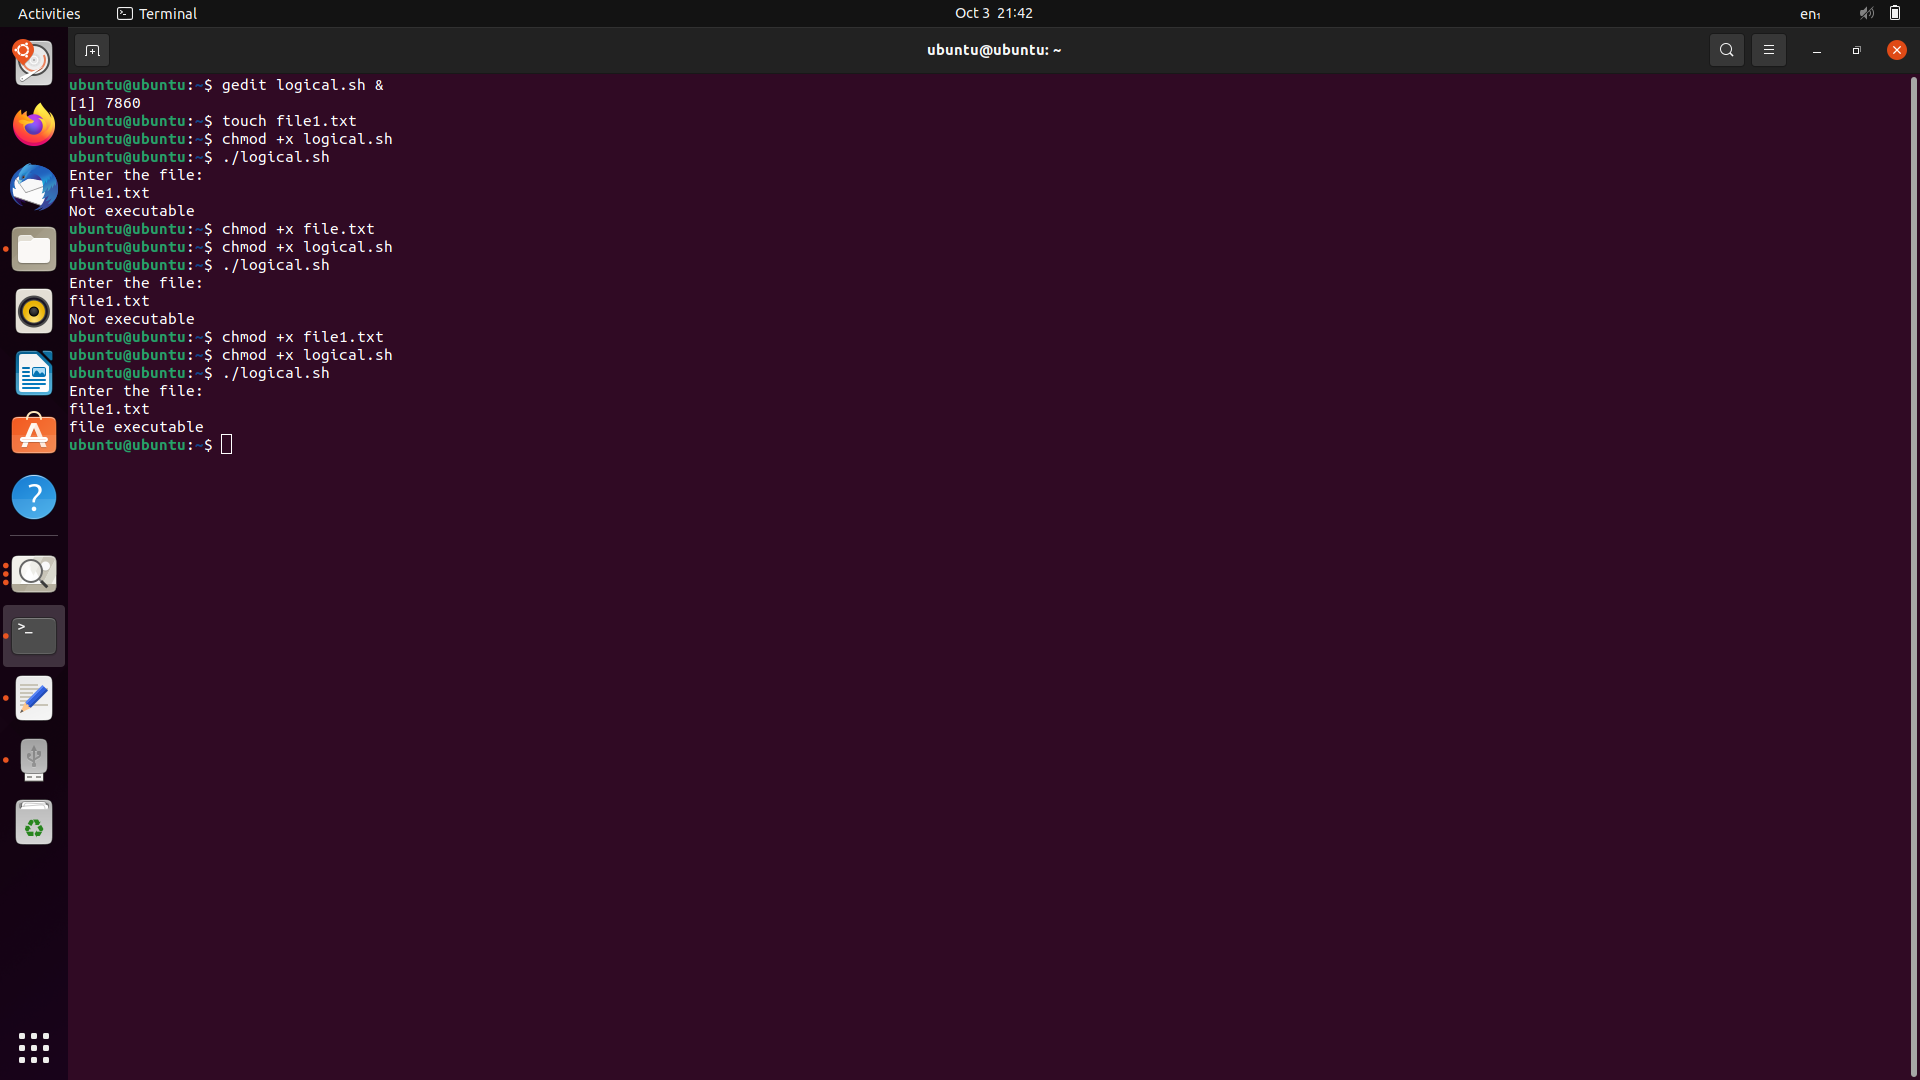 Activities
Terminal
Oct 3 21:42
en₁
ubuntu@ubuntu: ~
ubuntu@ubuntu:~$ gedit logical.sh &
[1] 7860
ubuntu@ubuntu:~$ touch file1.txt
ubuntu@ubuntu:~$ chmod +x logical.sh
ubuntu@ubuntu:~$ ./logical.sh
Enter the file:
file1.txt
Not executable
ubuntu@ubuntu:~$ chmod +x file.txt
ubuntu@ubuntu:~$ chmod +x logical.sh
ubuntu@ubuntu:~$ ./logical.sh
Enter the file:
file1.txt
Not executable
ubuntu@ubuntu:~$ chmod +x file1.txt
ubuntu@ubuntu:~$ chmod +x logical.sh
ubuntu@ubuntu:~$ ./logical.sh
Enter the file:
file1.txt
file executable
ubuntu@ubuntu:~$